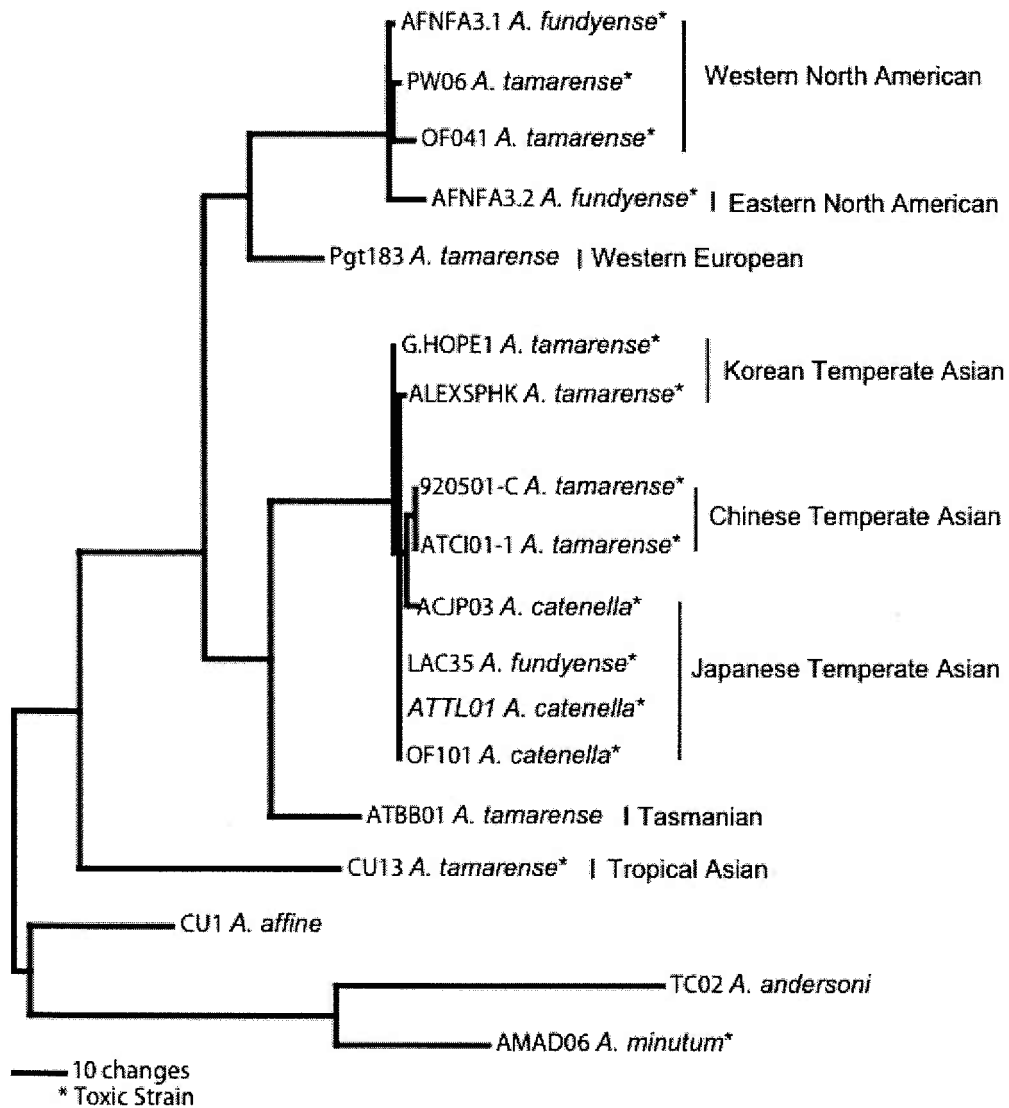 AFNFA3.1 A. fundyense*
PW06 A. tamarense*
Western North American
OF041 A. tamarense*
AFNFA3.2 A. fundyense*
Eastern North American
Pgt183 A. tamarense
Western European
G.HOPE1 A. tamarense*
Korean Temperate Asian
ALEXSPHK A. tamarense*
920501-C A. tamarense*
Chinese Temperate Asian
ATCI01-1 A. tamarense*
ACJP03 A. catenella*
LAC35 A. fundyense*
Japanese Temperate Asian
ATTL01 A. catenella*
OF101 A. catenella*
ATBB01 A. tamarense
Tasmanian
CU13 A. tamarense*
Tropical Asian
CU1 A. affine
TC02 A. andersoni
AMAD06 A. minutum*
10 changes
* Toxic Strain